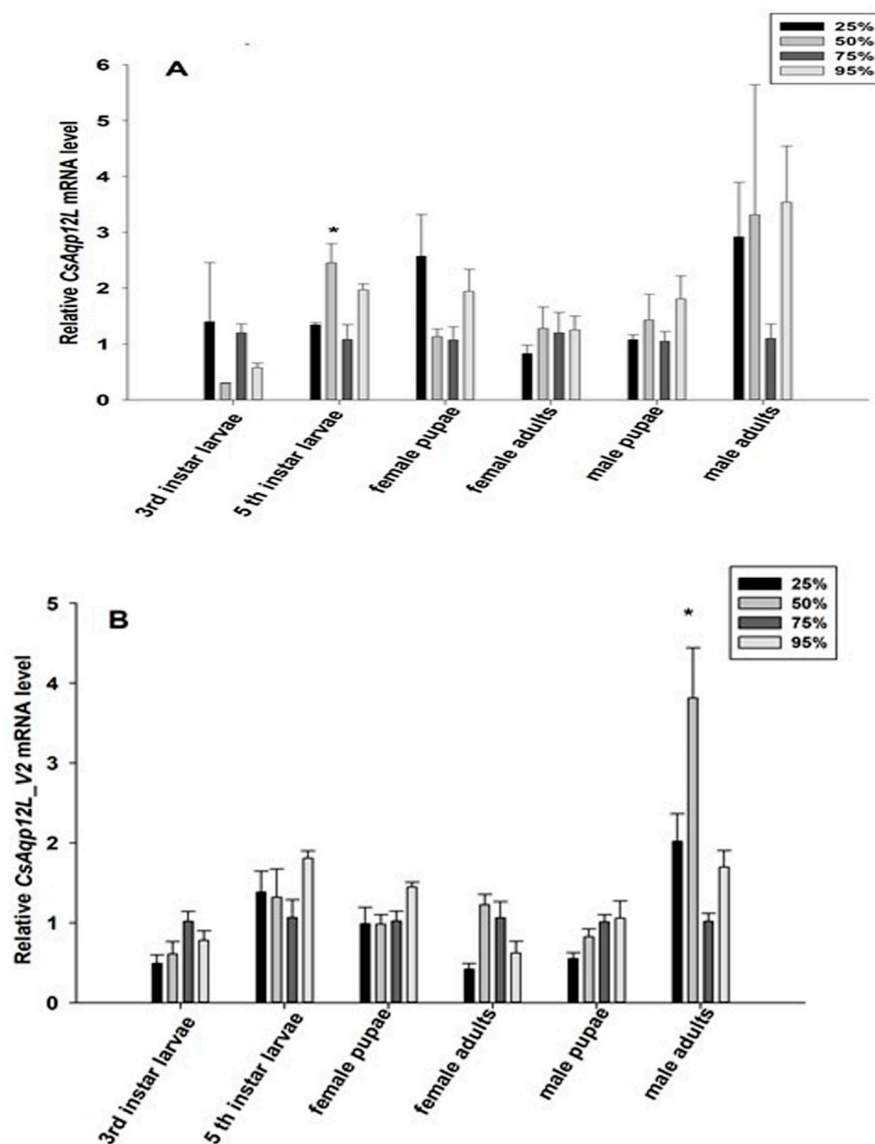 A
25%
50%
75%
95%
Relative CsAqp12L mRNA level
6
5
4
3
2
1
0
*
3rd instar larvae
5 th instar larvae
female pupae
female adults
male pupae
male adults
B
25%
50%
75%
95%
Relative CsAqp12L_V2 mRNA level
5
4
3
2
1
0
*
3rd instar larvae
5 th instar larvae
female pupae
female adults
male pupae
male adults